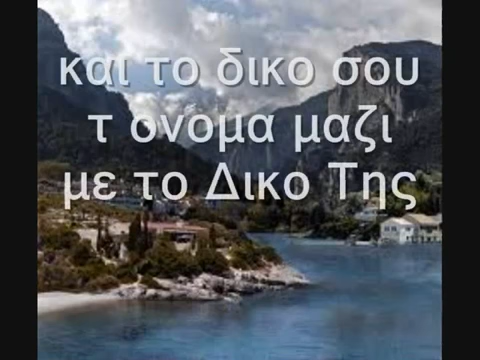 και το δικο σου
τ ονομα μαζι
με το Δικο Της